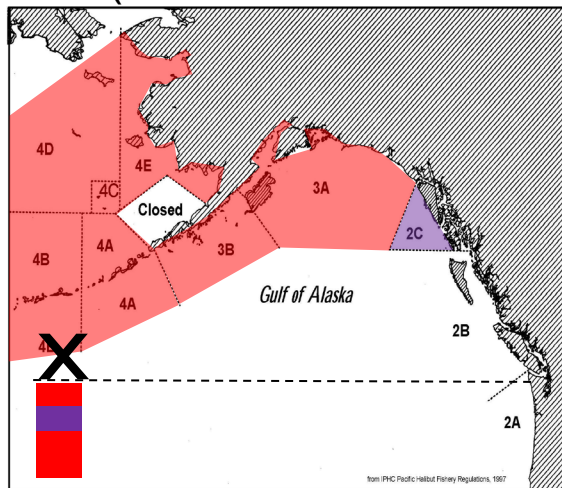 4D
4E
4C
3A
Closed
2C
4A
4B
3B
4A
Gulf of Alaska
2B
X
2A
from IPHC Pacific Halibut Fishery Regulations, 1997